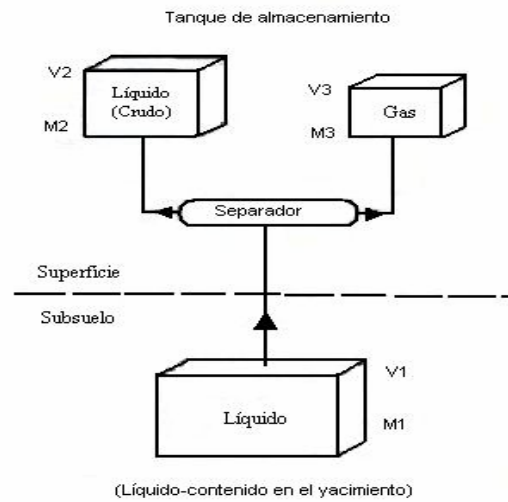 Tanque de almacenamiento
V2
Líquido
(Crudo)
M2
V3
Gas
M3
Separador
Superficie
Subsuelo
V1
Líquido
M1
(Líquido-contenido en el yacimiento)